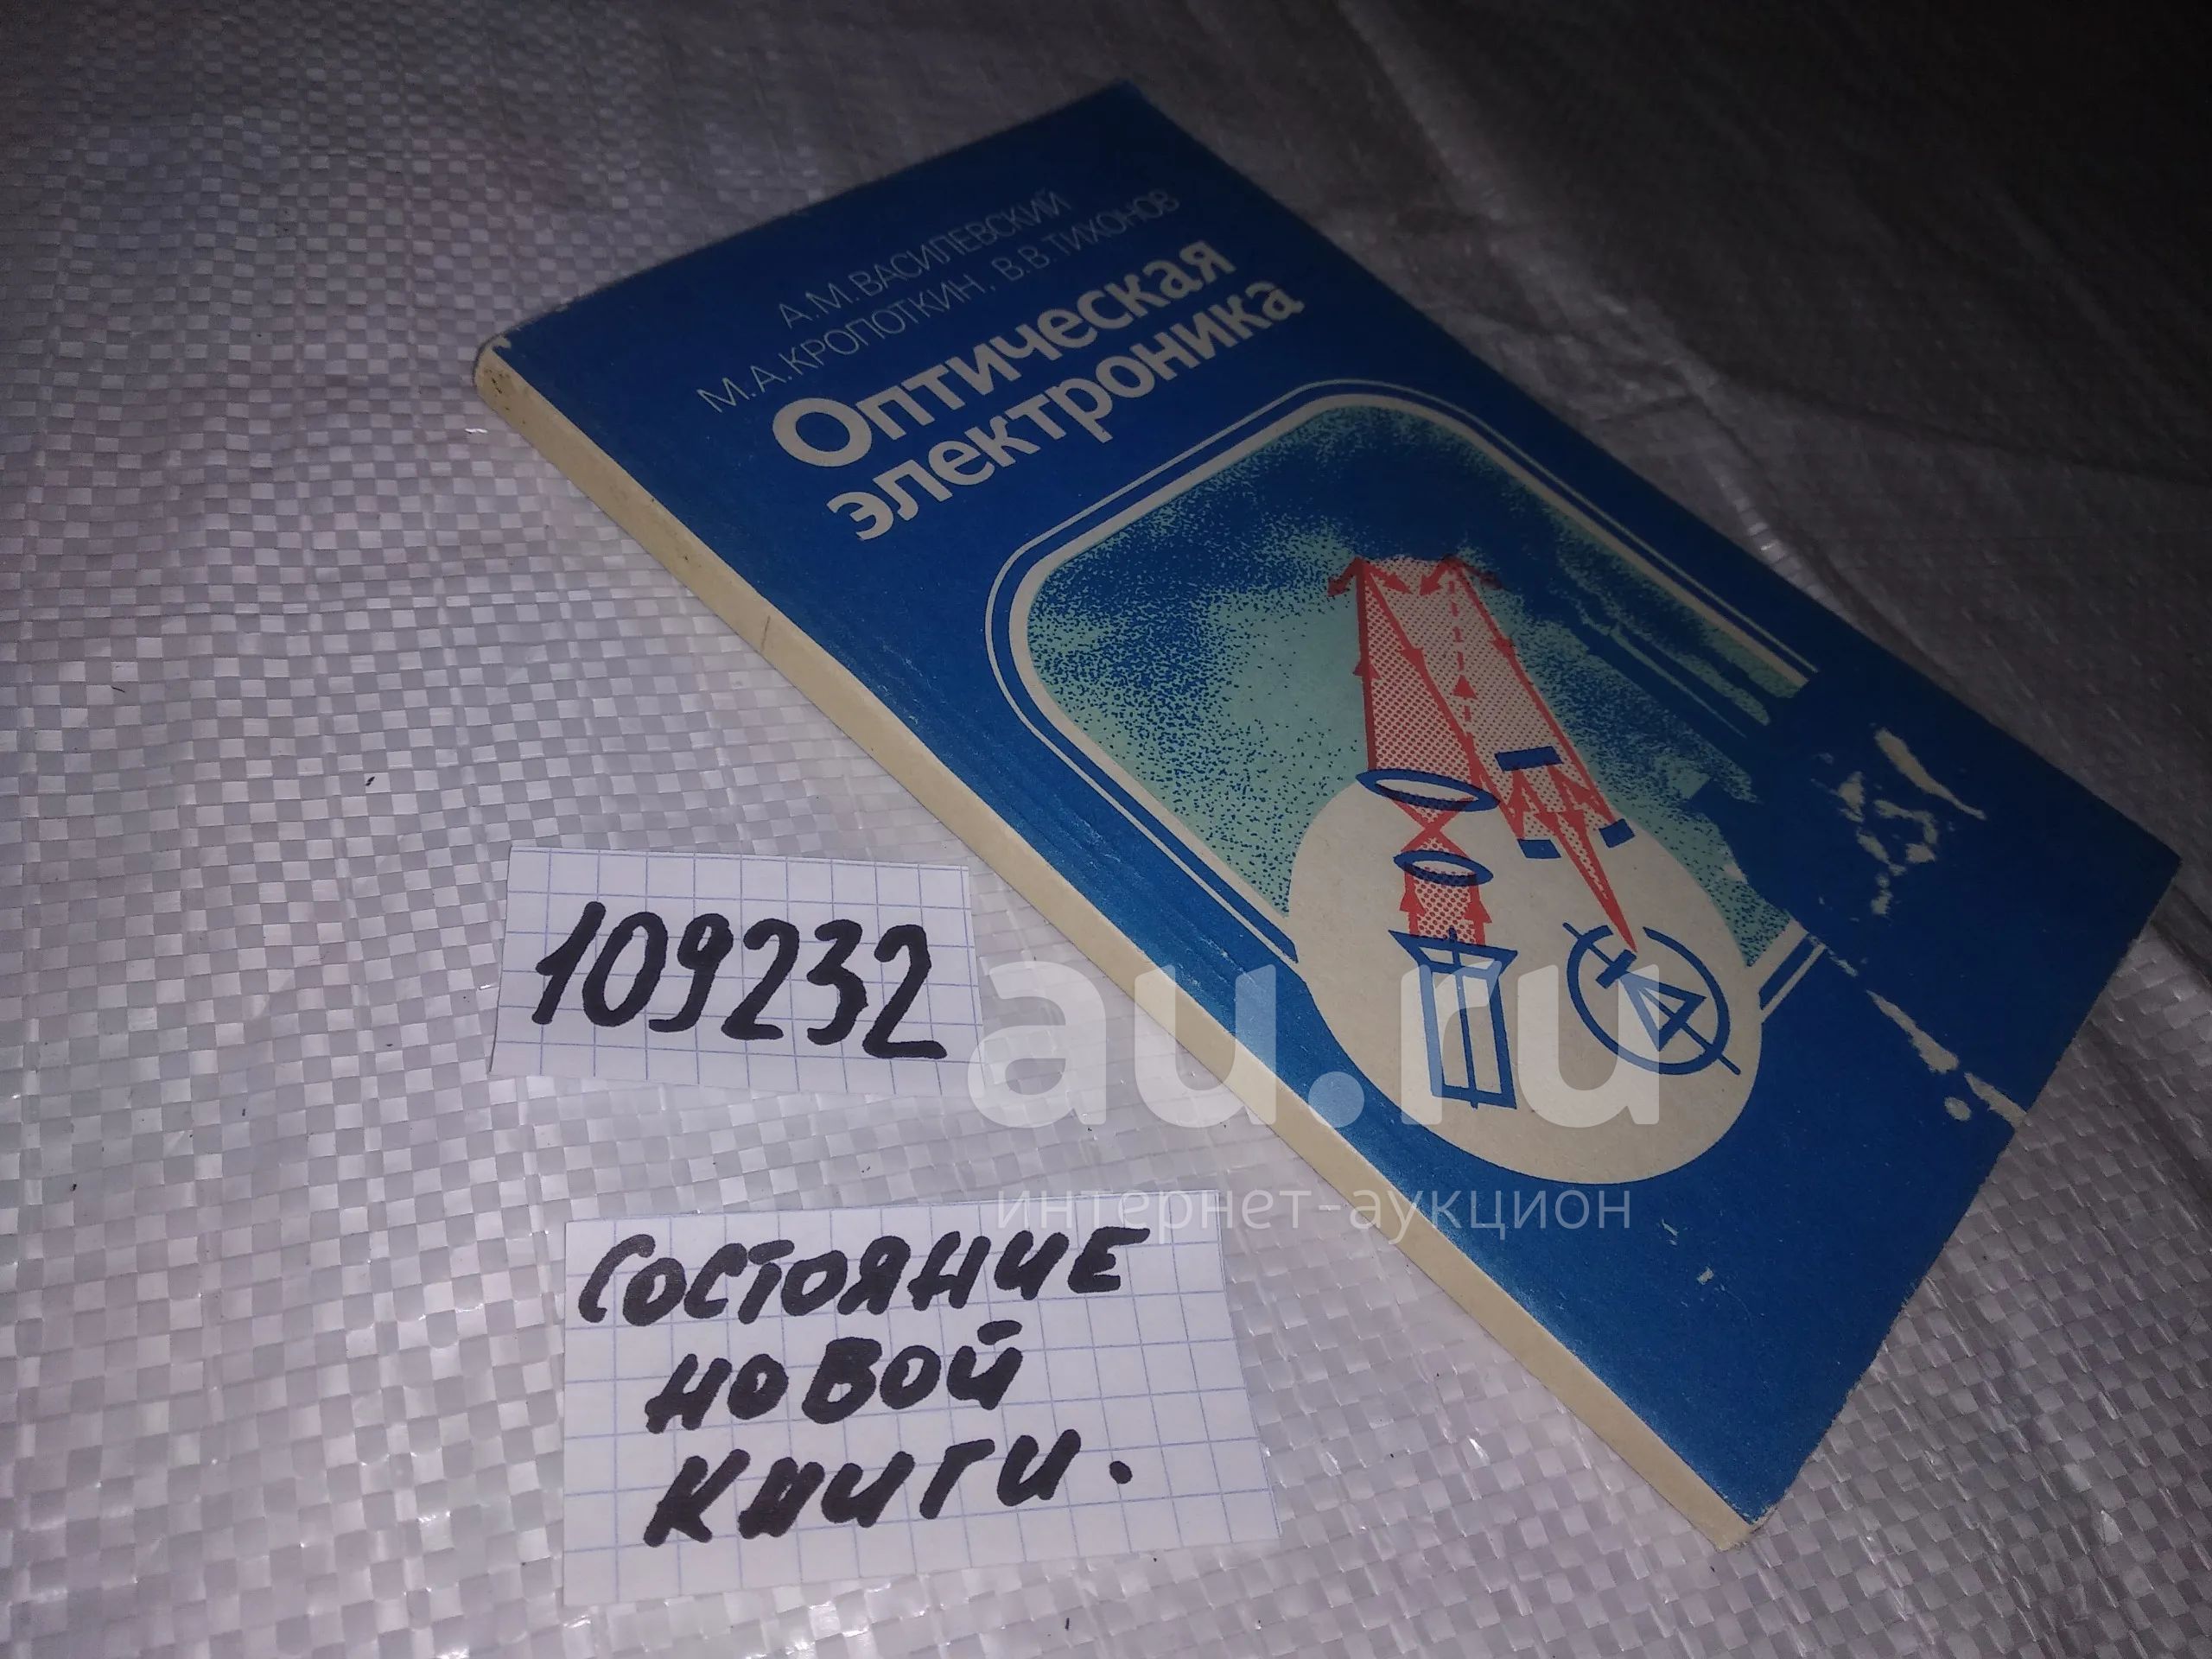 А.М.ВАСИЛЕВСКИЙ
М.А.КРОПОТКИН, В.В.ТИХОНОВ
Оптическая
электроника
109232
au.ru
интернет-аукцион
СОСТОЯНИЕ
НОВОЙ
КНИГИ.